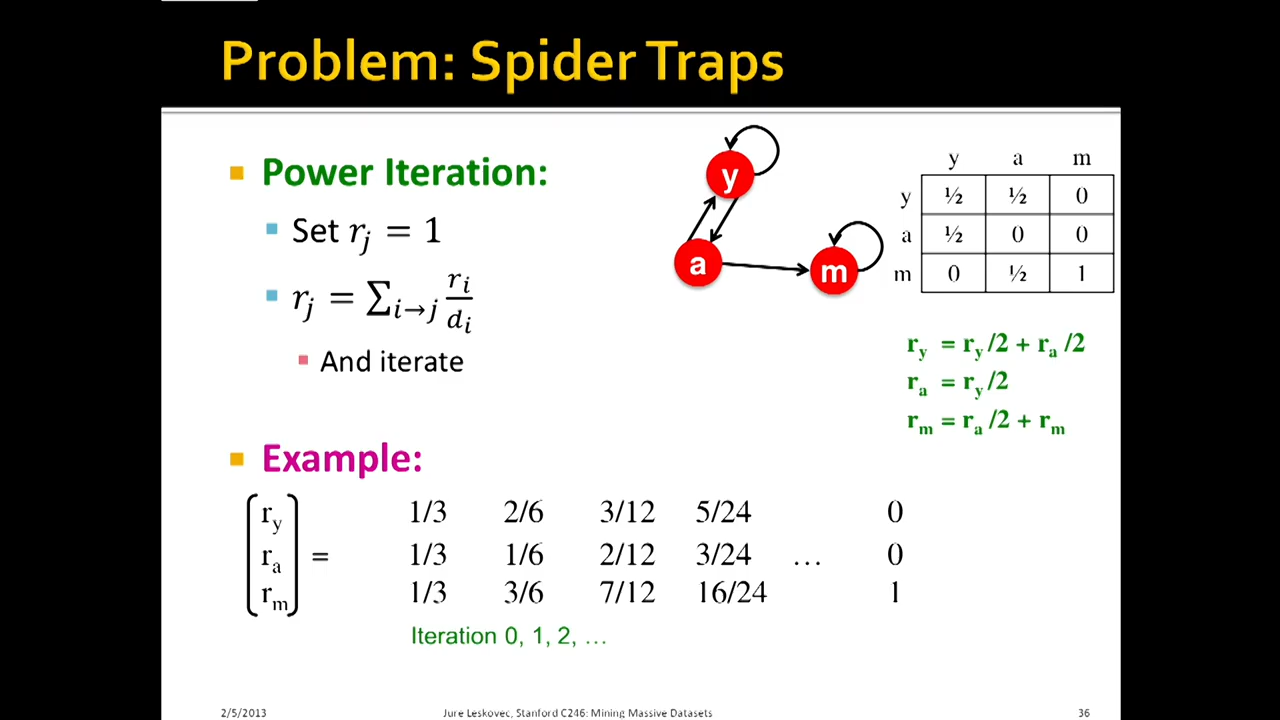 Problem: Spider Traps
Power Iteration:
Set r_j = 1
r_j = ∑_{i→j} r_i/d_i
And iterate
y
a
m
y a m
y ½ ½ 0
a ½ 0 0
m 0 ½ 1
r_y = r_y/2 + r_a/2
r_a = r_y/2
r_m = r_a/2 + r_m
Example:
r_y 1/3 2/6 3/12 5/24 0
r_a = 1/3 1/6 2/12 3/24 … 0
r_m 1/3 3/6 7/12 16/24 1
Iteration 0, 1, 2, …
2/5/2013 Jure Leskovec, Stanford C246: Mining Massive Datasets 36